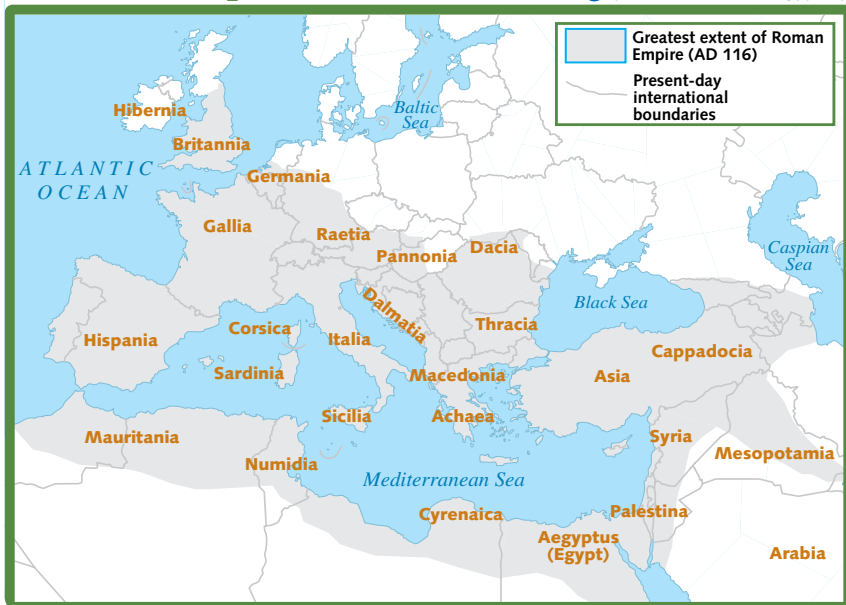 Greatest extent of Roman
Empire (AD 116)
Present-day
international
boundaries
Hibernia
Baltic
Sea
Britannia
ATLANTIC
OCEAN
Germania
Gallia
Raetia
Dacia
Pannonia
Caspian
Sea
Dalmatia
Black Sea
Hispania
Corsica
Italia
Thracia
Cappadocia
Sardinia
Macedonia
Asia
Sicilia
Achaea
Mauritania
Syria
Numidia
Mesopotamia
Mediterranean Sea
Cyrenaica
Palestina
Aegyptus
(Egypt)
Arabia